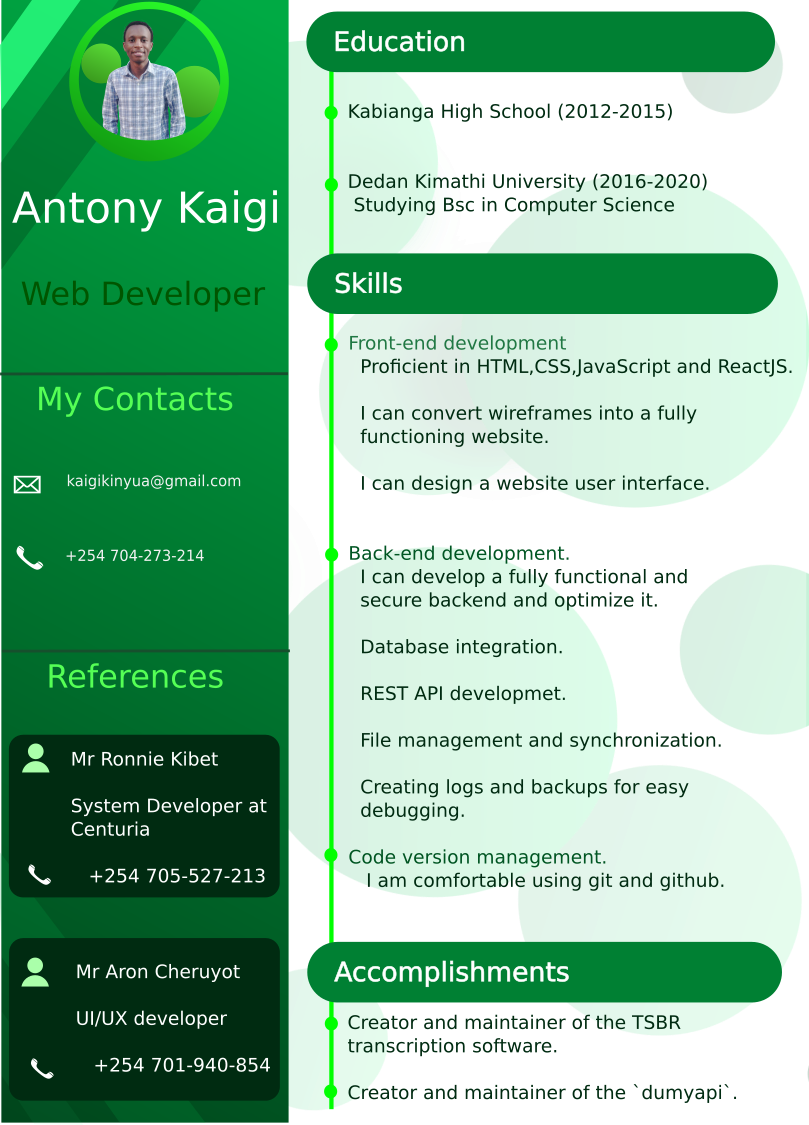 Antony Kaigi
Web Developer
My Contacts
kaigikinyua@gmail.com
+254 704-273-214
References
Mr Ronnie Kibet
System Developer at
Centuria
+254 705-527-213
Mr Aron Cheruyot
UI/UX developer
+254 701-940-854
Education
Kabianga High School (2012-2015)
Dedan Kimathi University (2016-2020)
Studying Bsc in Computer Science
Skills
Front-end development
Proficient in HTML,CSS,JavaScript and ReactJS.
I can convert wireframes into a fully
functioning website.
I can design a website user interface.
Back-end development.
I can develop a fully functional and
secure backend and optimize it.
Database integration.
REST API developmet.
File management and synchronization.
Creating logs and backups for easy
debugging.
Code version management.
I am comfortable using git and github.
Accomplishments
Creator and maintainer of the TSBR
transcription software.
Creator and maintainer of the `dumyapi`.